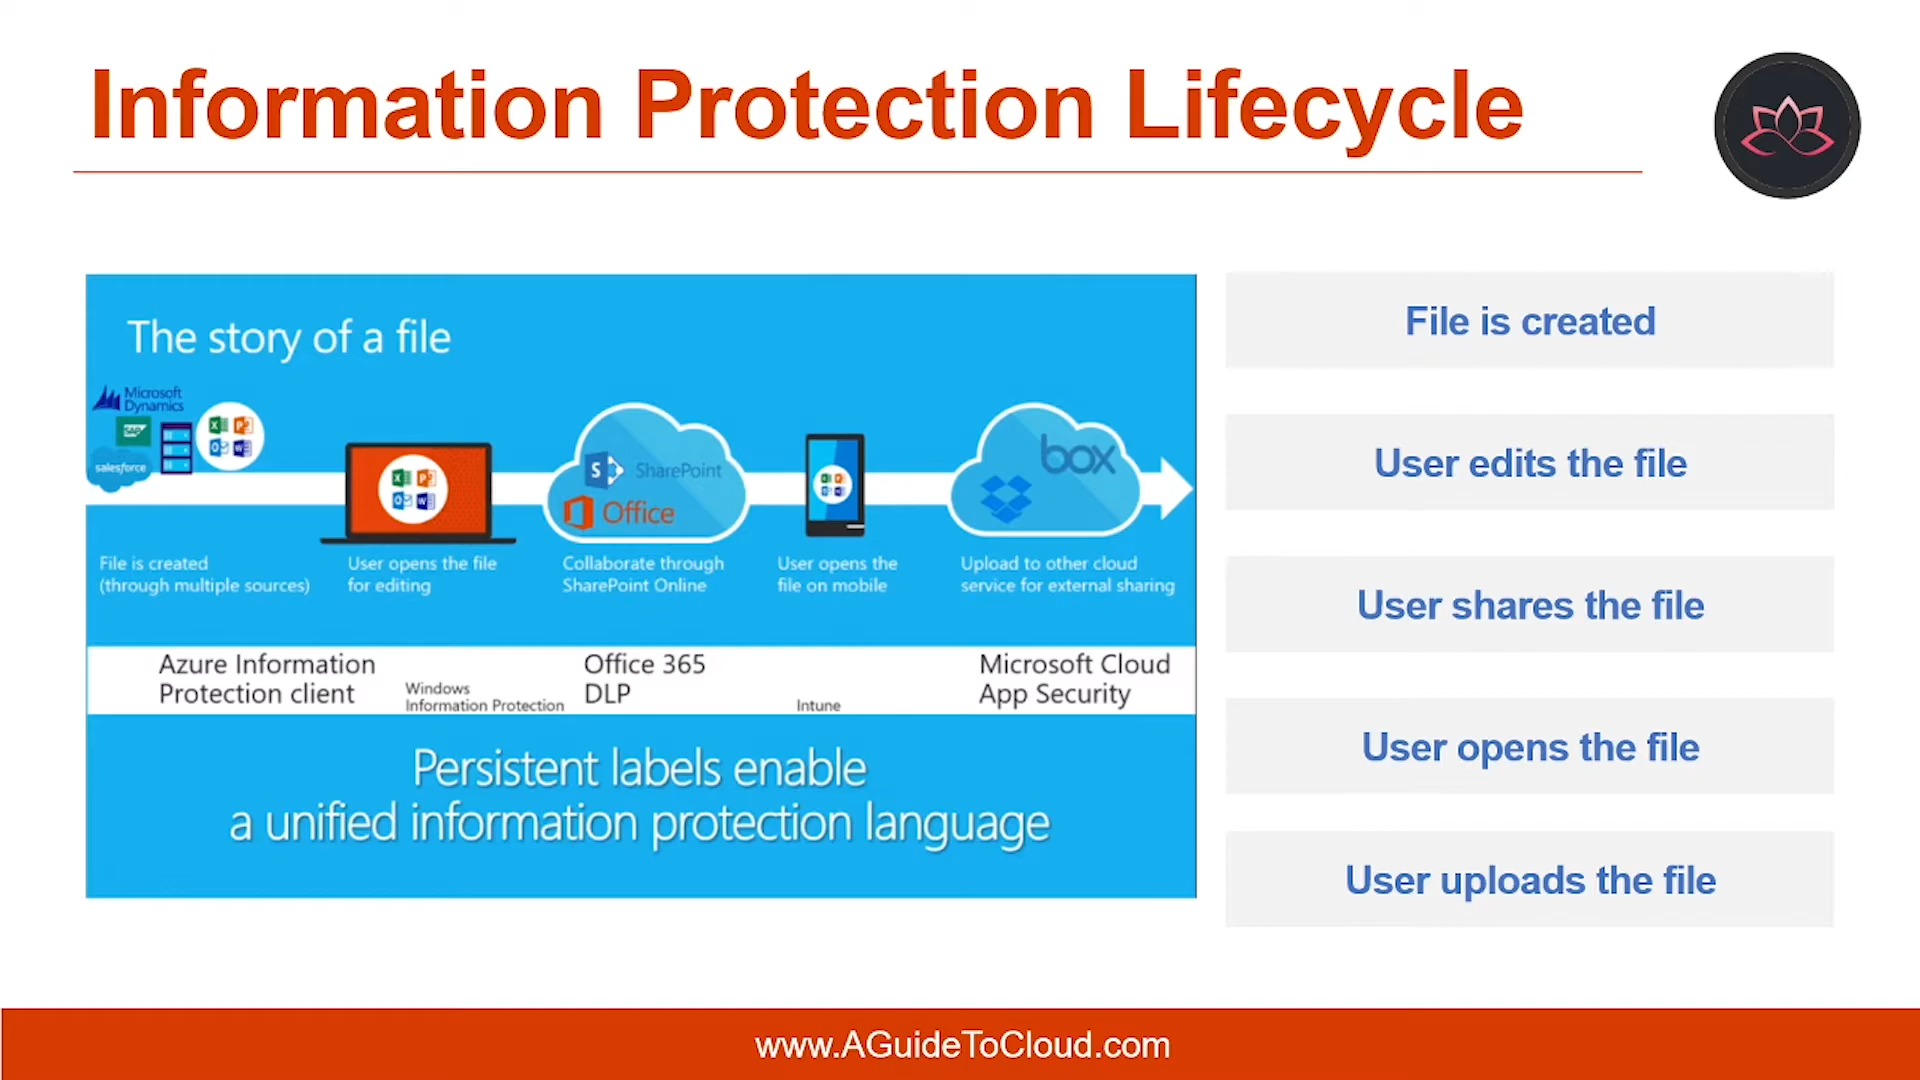 Information Protection Lifecycle
The story of a file
Microsoft
Dynamics
SAP
salesforce
S SharePoint
Office
box
File is created
(through multiple sources)
User opens the file
for editing
Collaborate through
SharePoint Online
User opens the
file on mobile
Upload to other cloud
service for external sharing
Azure Information
Protection client
Windows
Information Protection
Office 365
DLP
Intune
Microsoft Cloud
App Security
Persistent labels enable
a unified information protection language
File is created
User edits the file
User shares the file
User opens the file
User uploads the file
www.AGuideToCloud.com